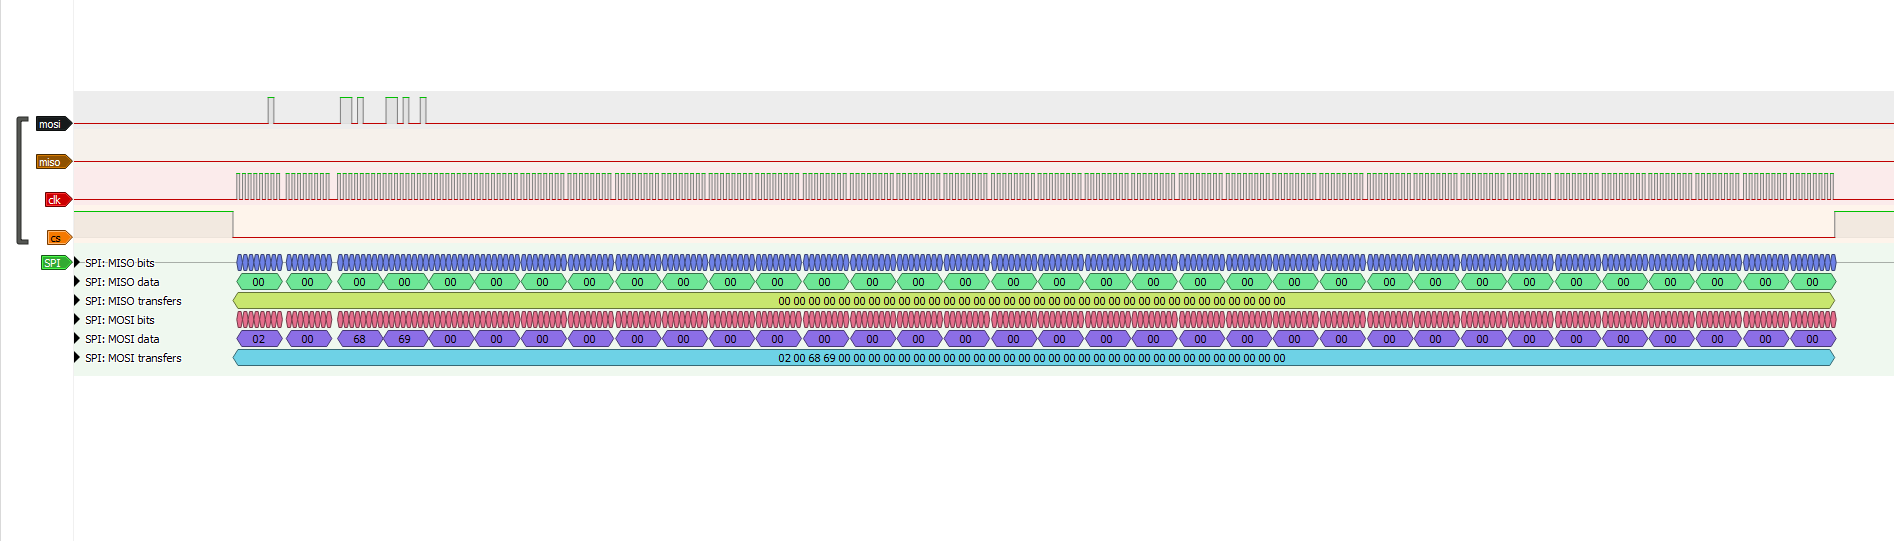 mosi
miso
clk
cs
SPI
SPI: MISO bits
SPI: MISO data 00 00 00 00 00 00 00 00 00 00 00 00 00 00 00 00 00 00 00 00 00 00 00 00 00 00 00 00 00 00 00 00 00 00
SPI: MISO transfers 00 00 00 00 00 00 00 00 00 00 00 00 00 00 00 00 00 00 00 00 00 00 00 00 00 00 00 00 00 00 00 00 00 00
SPI: MOSI bits
SPI: MOSI data 02 00 68 69 00 00 00 00 00 00 00 00 00 00 00 00 00 00 00 00 00 00 00 00 00 00 00 00 00 00 00 00 00 00
SPI: MOSI transfers 02 00 68 69 00 00 00 00 00 00 00 00 00 00 00 00 00 00 00 00 00 00 00 00 00 00 00 00 00 00 00 00 00 00